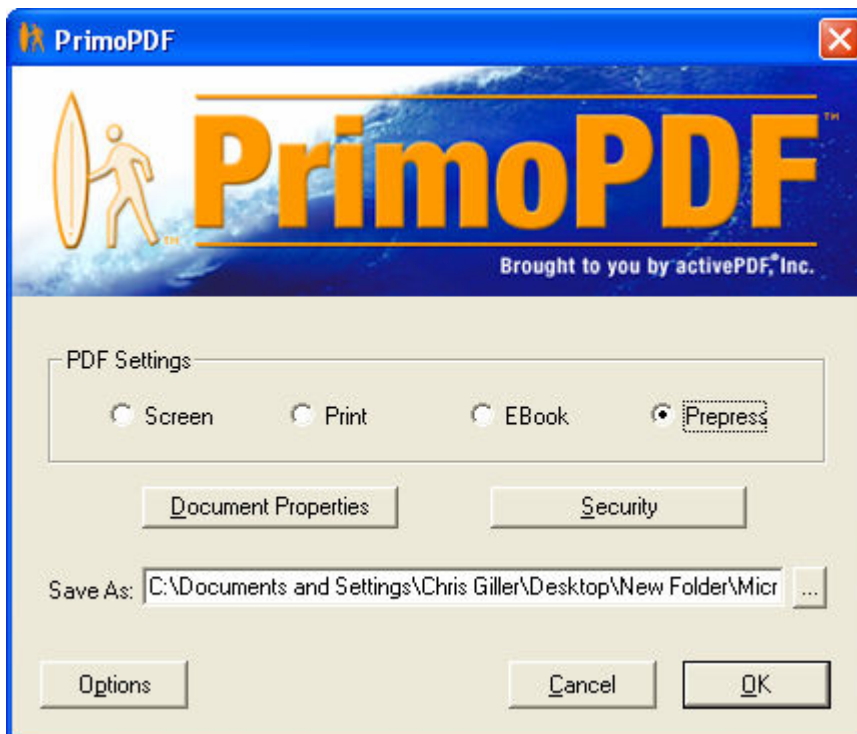 PrimoPDF
PrimoPDF™
™
Brought to you by activePDF,® Inc.
PDF Settings
Screen Print EBook Prepress
Document Properties Security
Save As: C:\Documents and Settings\Chris Giller\Desktop\New Folder\Micr ...
Options Cancel OK